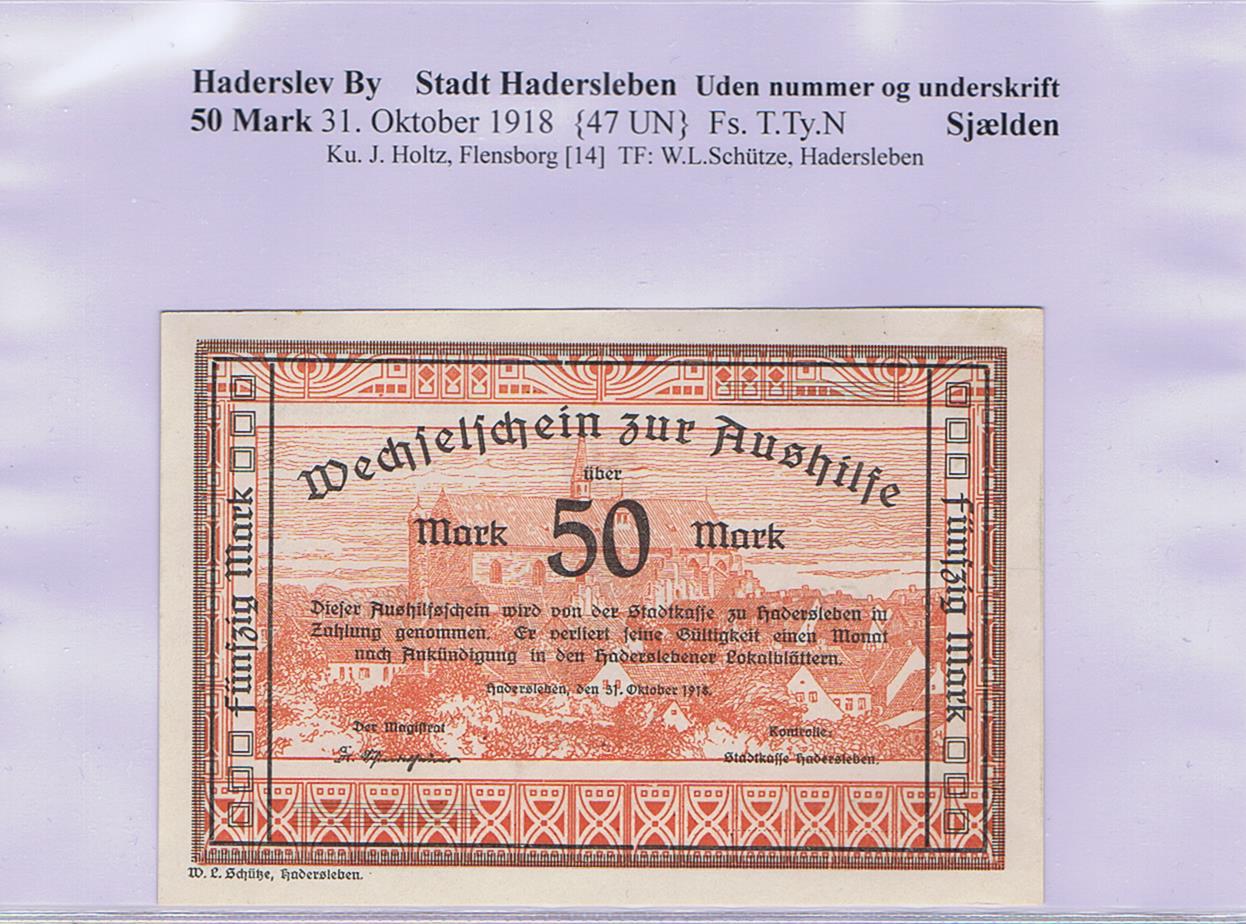 Haderslev By Stadt Hadersleben Uden nummer og underskrift
50 Mark 31. Oktober 1918 {47 UN} Fs. T.Ty.N Sjælden
Ku. J. Holtz, Flensborg [14] TF: W.L.Schütze, Hadersleben
Wechselschein zur Aushilfe
über
Mark 50 Mark
fünfzig Mark
fünfzig Mark
Dieser Aushilfsschein wird von der Stadtkasse zu Hadersleben in
Zahlung genommen. Er verliert seine Gültigkeit einen Monat
nach Ankündigung in den Haderslebener Lokalblättern.
Hadersleben, den 31. Oktober 1918.
Der Magistrat
Kontrolle.
Stadtkasse Hadersleben.
W. L. Schütze, Hadersleben.